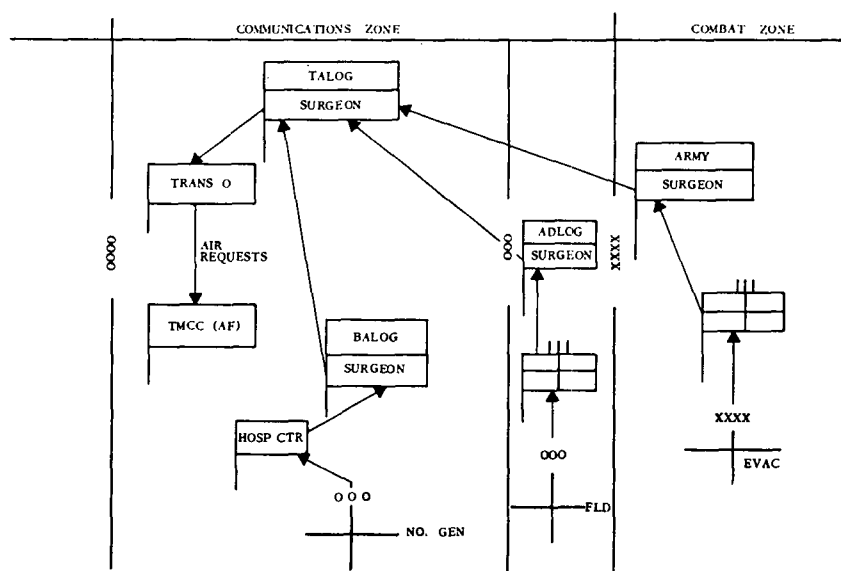 COMMUNICATIONS ZONE
COMBAT ZONE
TALOG
SURGEON
ARMY
SURGEON
TRANS O
AIR
REQUESTS
TMCC (AF)
OOOO
OOO
ADLOG
SURGEON
XXXX
BALOG
SURGEON
HOSP CTR
O O O
NO. GEN
OOO
FLD
XXXX
EVAC